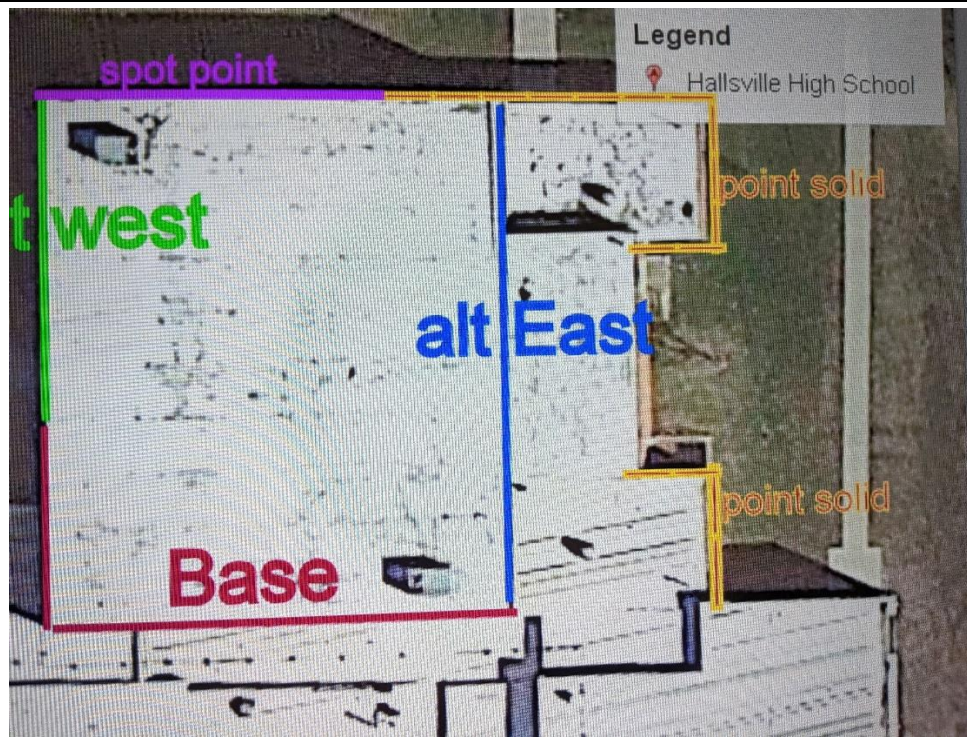 Legend
Hallsville High School
spot point
point solid
t west
alt East
point solid
Base